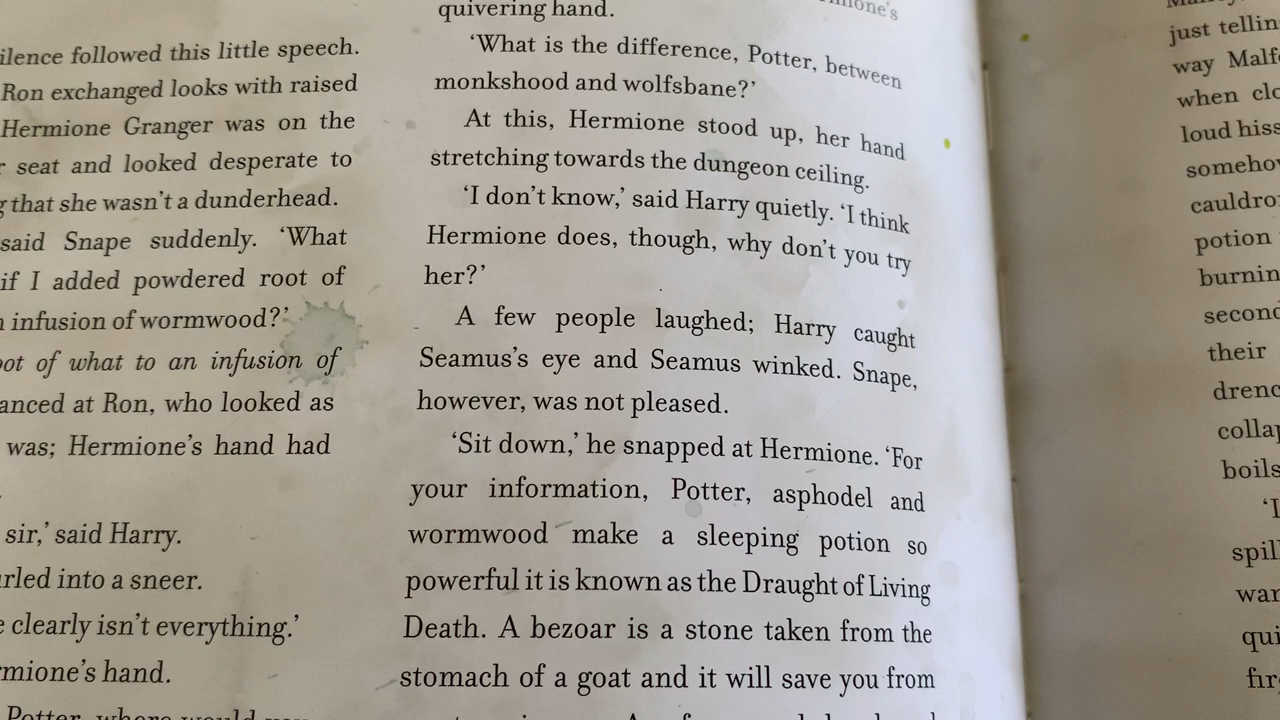 ilence followed this little speech.
Ron exchanged looks with raised
Hermione Granger was on the
seat and looked desperate to
that she wasn't a dunderhead.
said Snape suddenly. ‘What
if I added powdered root of
infusion of wormwood?’
oot of what to an infusion of
anced at Ron, who looked as
was; Hermione’s hand had
sir,’ said Harry.
rled into a sneer.
clearly isn’t everything.’
rmione’s hand.
Potter, where would you
quivering hand.
‘What is the difference, Potter, between
monkshood and wolfsbane?’
At this, Hermione stood up, her hand
stretching towards the dungeon ceiling.
‘I don’t know,’ said Harry quietly. ‘I think
Hermione does, though, why don’t you try
her?’
A few people laughed; Harry caught
Seamus’s eye and Seamus winked. Snape,
however, was not pleased.
‘Sit down,’ he snapped at Hermione. ‘For
your information, Potter, asphodel and
wormwood make a sleeping potion so
powerful it is known as the Draught of Living
Death. A bezoar is a stone taken from the
stomach of a goat and it will save you from
just tellin
way Malf
when clo
loud hiss
someho
cauldro
potion
burnin
second
their
drenc
colla
boils
‘I
spill
war
qui
fir